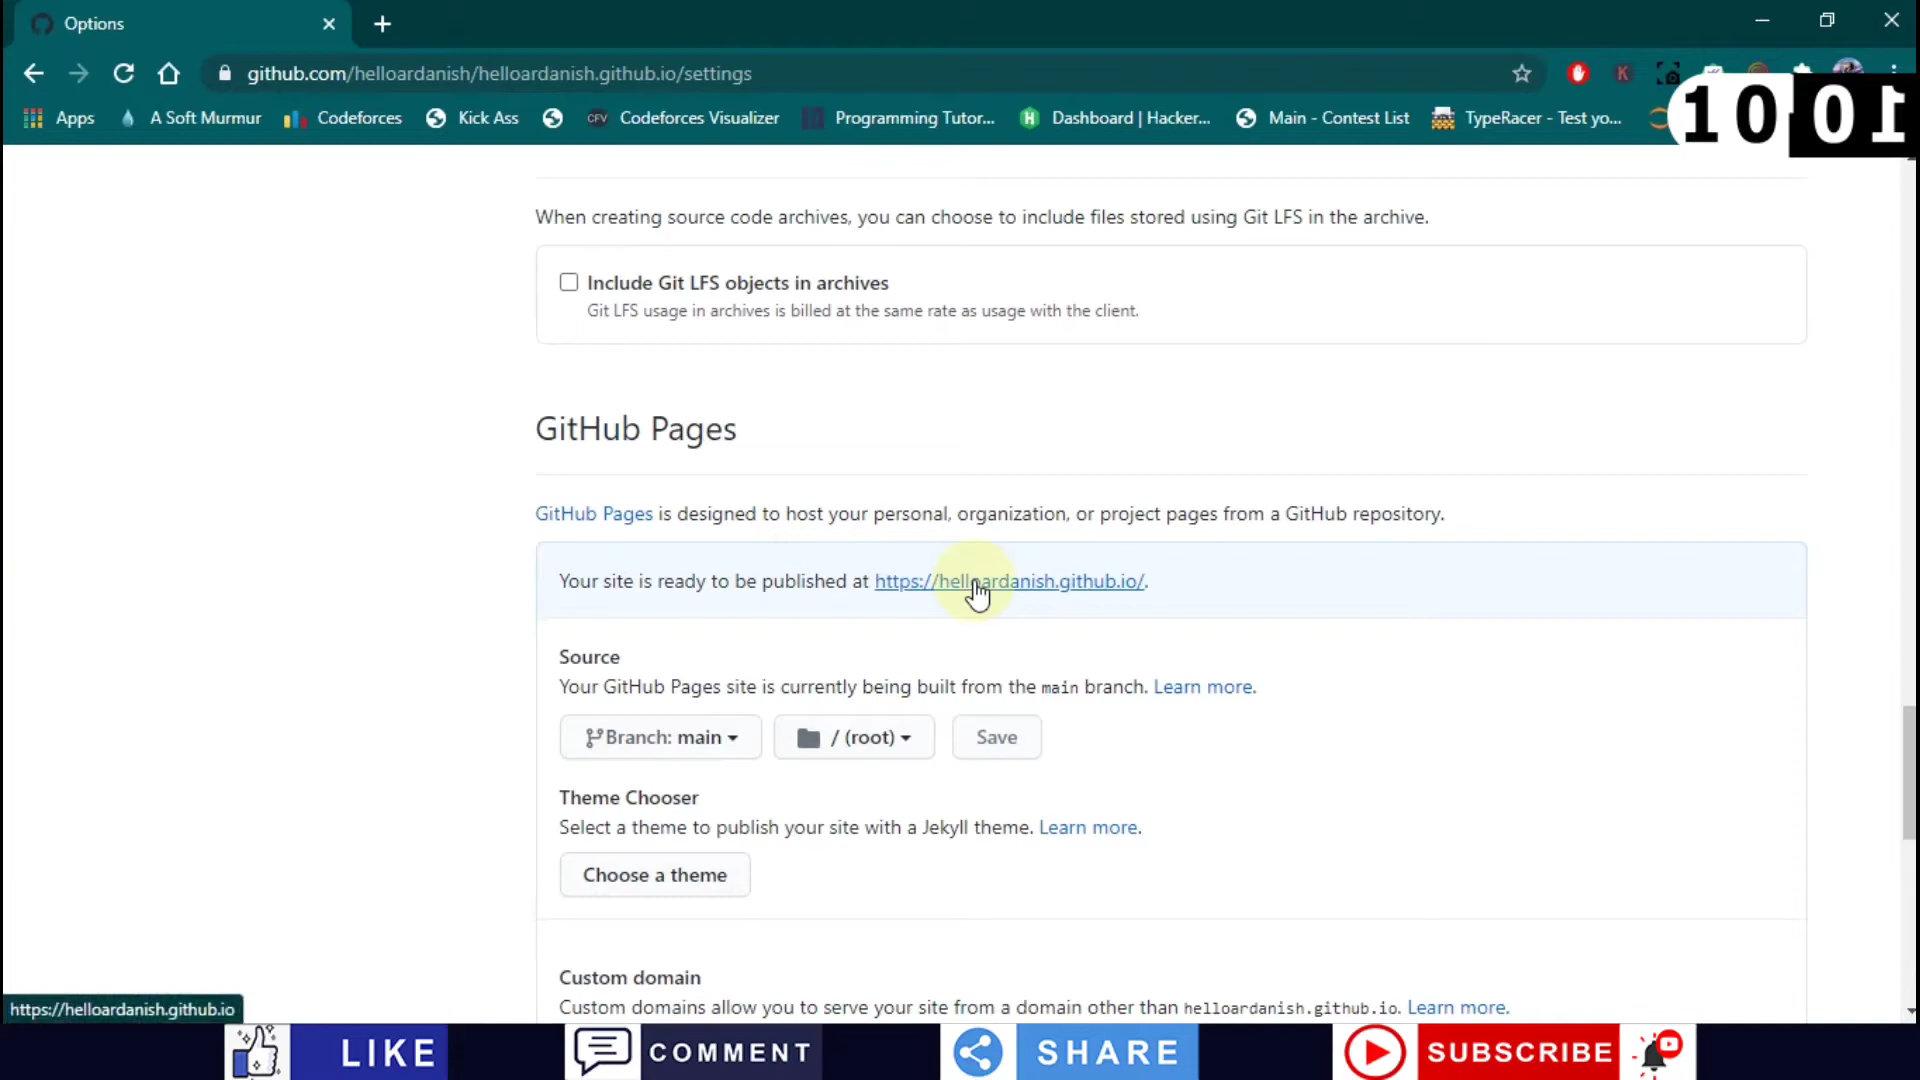 Options
github.com/helloardanish/helloardanish.github.io/settings
K
Apps
A Soft Murmur
Codeforces
Kick Ass
CFV
Codeforces Visualizer
Programming Tutor...
H
Dashboard | Hacker...
Main - Contest List
TypeRacer - Test yo...
10 01
When creating source code archives, you can choose to include files stored using Git LFS in the archive.
Include Git LFS objects in archives
Git LFS usage in archives is billed at the same rate as usage with the client.
GitHub Pages
GitHub Pages is designed to host your personal, organization, or project pages from a GitHub repository.
Your site is ready to be published at https://helloardanish.github.io/.
Source
Your GitHub Pages site is currently being built from the main branch. Learn more.
Branch: main
/ (root)
Save
Theme Chooser
Select a theme to publish your site with a Jekyll theme. Learn more.
Choose a theme
Custom domain
Custom domains allow you to serve your site from a domain other than helloardanish.github.io. Learn more.
https://helloardanish.github.io
LIKE
COMMENT
SHARE
SUBSCRIBE